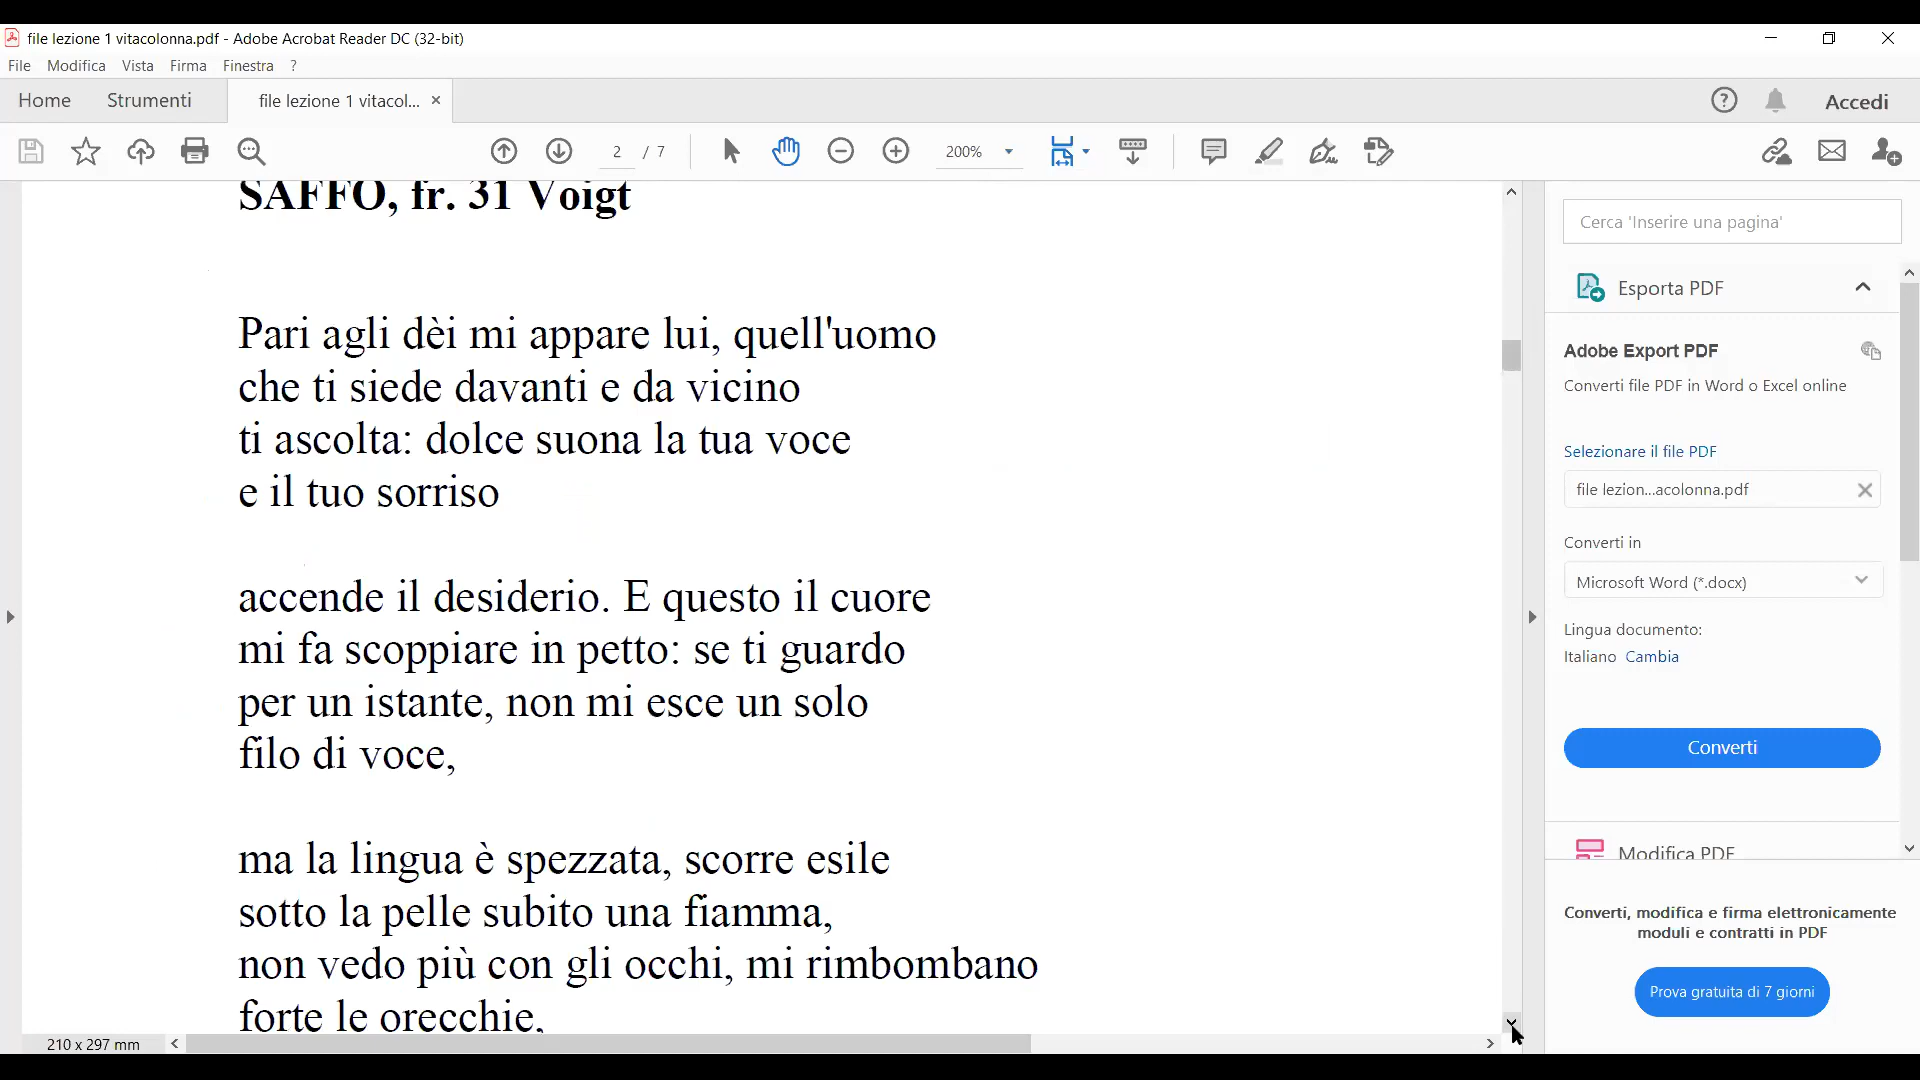 file lezione 1 vitacolonna.pdf - Adobe Acrobat Reader DC (32-bit)
File Modifica Vista Firma Finestra ?
Home Strumenti file lezione 1 vitacol... × Accedi
2 / 7 200%
SAFFO, fr. 31 Voigt
Pari agli dèi mi appare lui, quell'uomo
che ti siede davanti e da vicino
ti ascolta: dolce suona la tua voce
e il tuo sorriso
accende il desiderio. E questo il cuore
mi fa scoppiare in petto: se ti guardo
per un istante, non mi esce un solo
filo di voce,
ma la lingua è spezzata, scorre esile
sotto la pelle subito una fiamma,
non vedo più con gli occhi, mi rimbombano
forte le orecchie,
210 x 297 mm
Cerca 'Inserire una pagina'
Esporta PDF
Adobe Export PDF
Converti file PDF in Word o Excel online
Selezionare il file PDF
file lezion...acolonna.pdf
Converti in
Microsoft Word (*.docx)
Lingua documento:
Italiano Cambia
Converti
Modifica PDF
Converti, modifica e firma elettronicamente
moduli e contratti in PDF
Prova gratuita di 7 giorni